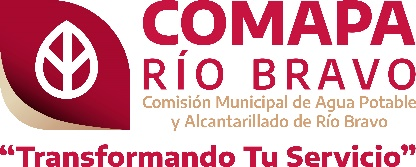 COMAPA
RÍO BRAVO
Comisión Municipal de Agua Potable
y Alcantarillado de Río Bravo
“Transformando Tu Servicio”